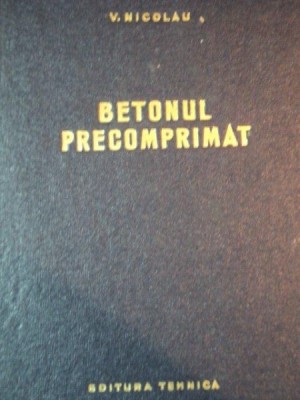 V. NICOLAU
BETONUL
PRECOMPRIMAT
EDITURA TEHNICĂ